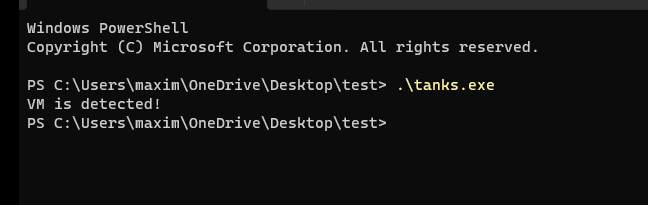 Windows PowerShell
Copyright (C) Microsoft Corporation. All rights reserved.
PS C:\Users\maxim\OneDrive\Desktop\test> .\tanks.exe
VM is detected!
PS C:\Users\maxim\OneDrive\Desktop\test>